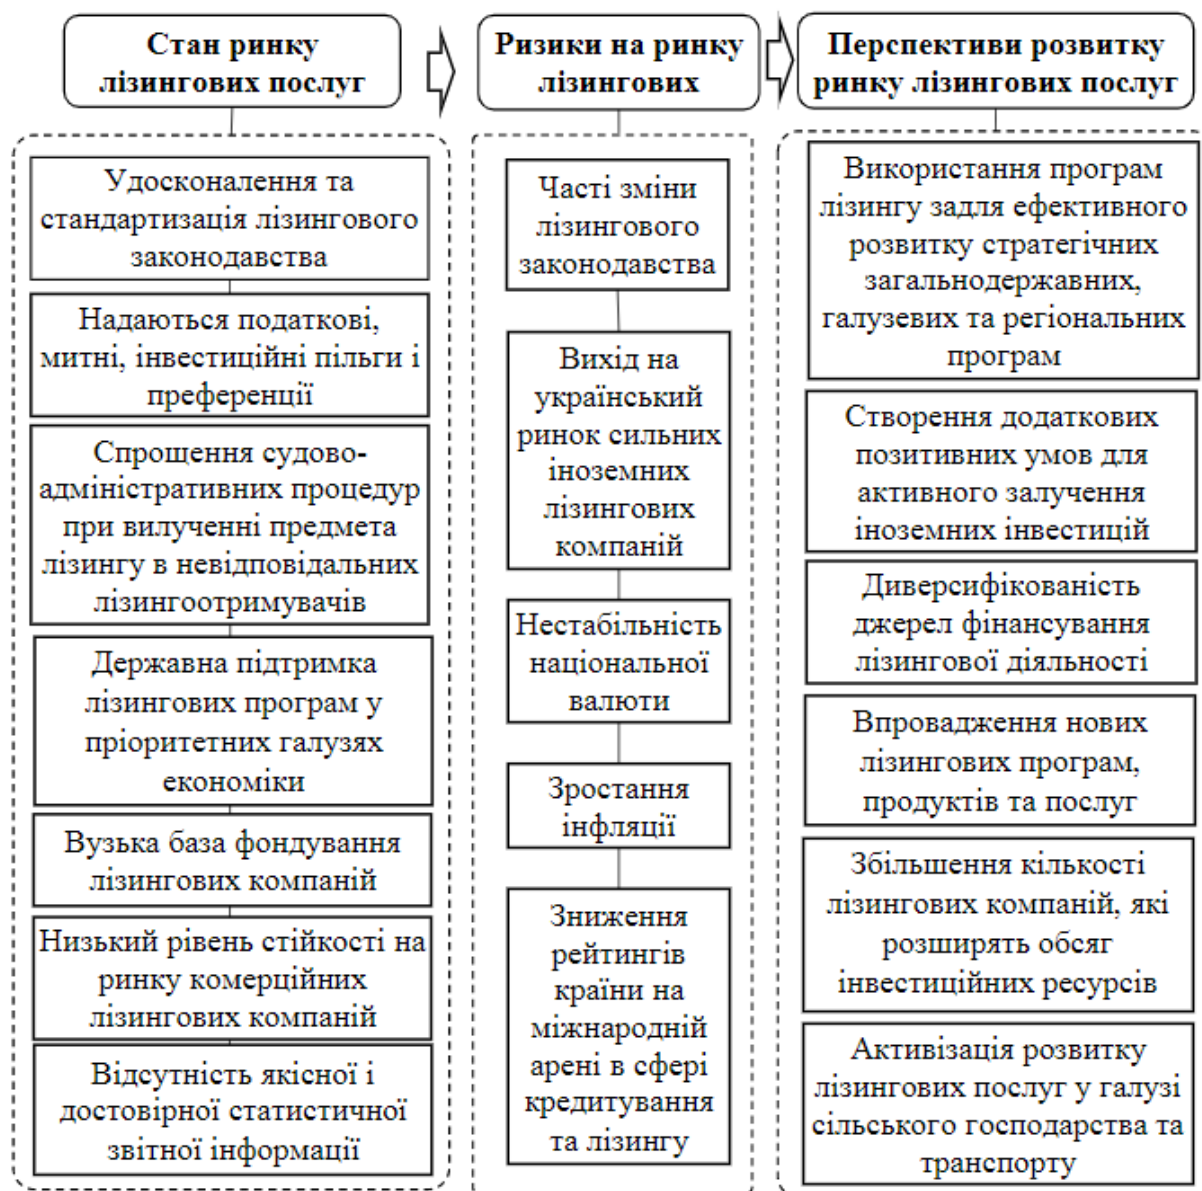 Стан ринку
лізингових послуг
Удосконалення та
стандартизація лізингового
законодавства
Надаються податкові,
митні, інвестиційні пільги і
преференції
Спрощення судово-
адміністративних процедур
при вилученні предмета
лізингу в невідповідальних
лізингоотримувачів
Державна підтримка
лізингових програм у
пріоритетних галузях
економіки
Вузька база фондування
лізингових компаній
Низький рівень стійкості на
ринку комерційних
лізингових компаній
Відсутність якісної і
достовірної статистичної
звітної інформації
Ризики на ринку
лізингових
Часті зміни
лізингового
законодавства
Вихід на
український
ринок сильних
іноземних
лізингових
компаній
Нестабільність
національної
валюти
Зростання
інфляції
Зниження
рейтингів
країни на
міжнародній
арені в сфері
кредитування
та лізингу
Перспективи розвитку
ринку лізингових послуг
Використання програм
лізингу задля ефективного
розвитку стратегічних
загальнодержавних,
галузевих та регіональних
програм
Створення додаткових
позитивних умов для
активного залучення
іноземних інвестицій
Диверсифікованість
джерел фінансування
лізингової діяльності
Впровадження нових
лізингових програм,
продуктів та послуг
Збільшення кількості
лізингових компаній, які
розширять обсяг
інвестиційних ресурсів
Активізація розвитку
лізингових послуг у галузі
сільського господарства та
транспорту